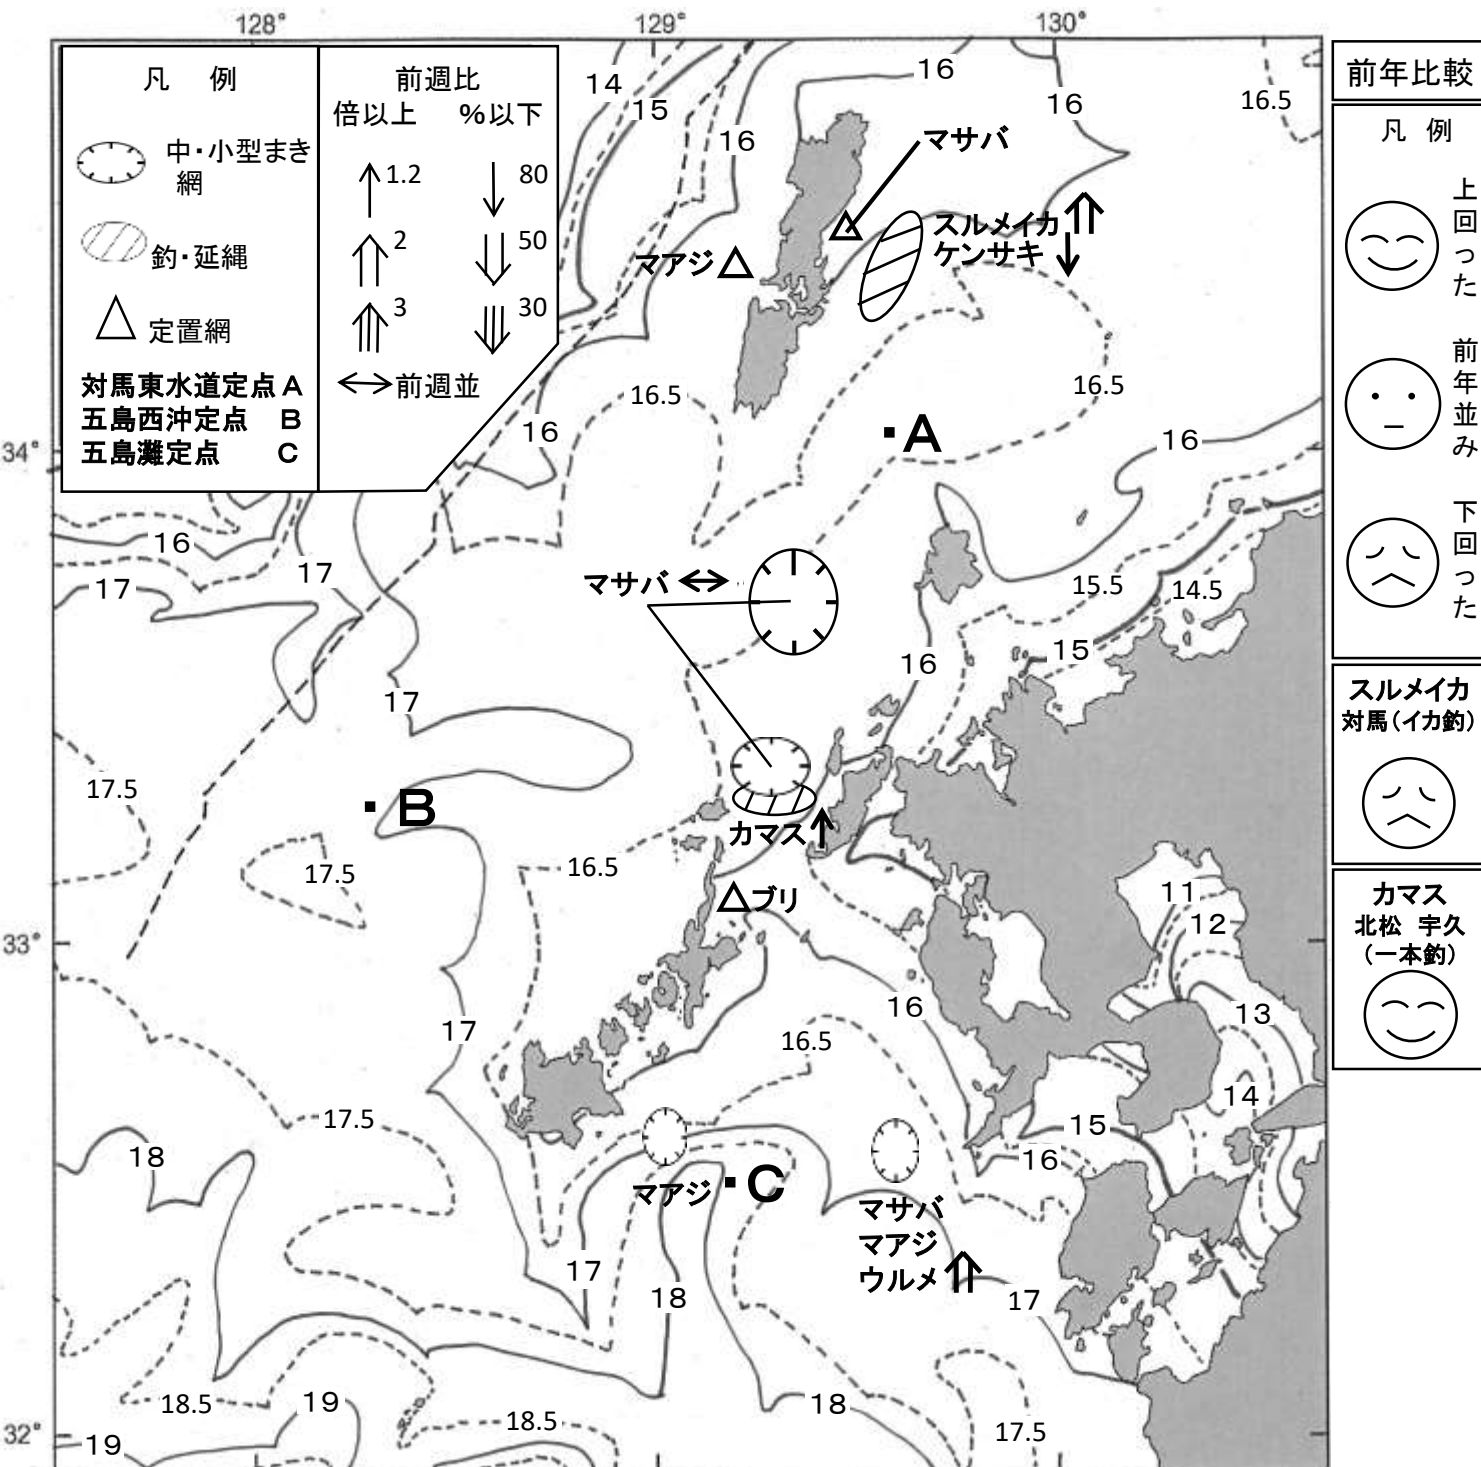 128°
129°
130°
凡 例
中・小型まき
網
釣・延縄
定置網
対馬東水道定点 A
五島西沖定点 B
五島灘定点 C
前週比
倍以上 %以下
1.2 80
2 50
3 30
前週並
14
15
16
16
16
16.5
マサバ
スルメイカ
ケンサキ
マアジ
34°
16.5
16
16.5
A
16
16
17
17
マサバ
15.5
14.5
15
16
17
17.5
B
17.5
16.5
カマス
ブリ
33°
11
12
13
14
16
16.5
17
17.5
18
15
16
マアジ
C
マサバ
マアジ
ウルメ
17
18
17
18.5
19
18.5
18
17.5
19
32°
前年比較
凡 例
上回った
前年並み
下回った
スルメイカ
対馬(イカ釣)
カマス
北松 宇久
(一本釣)